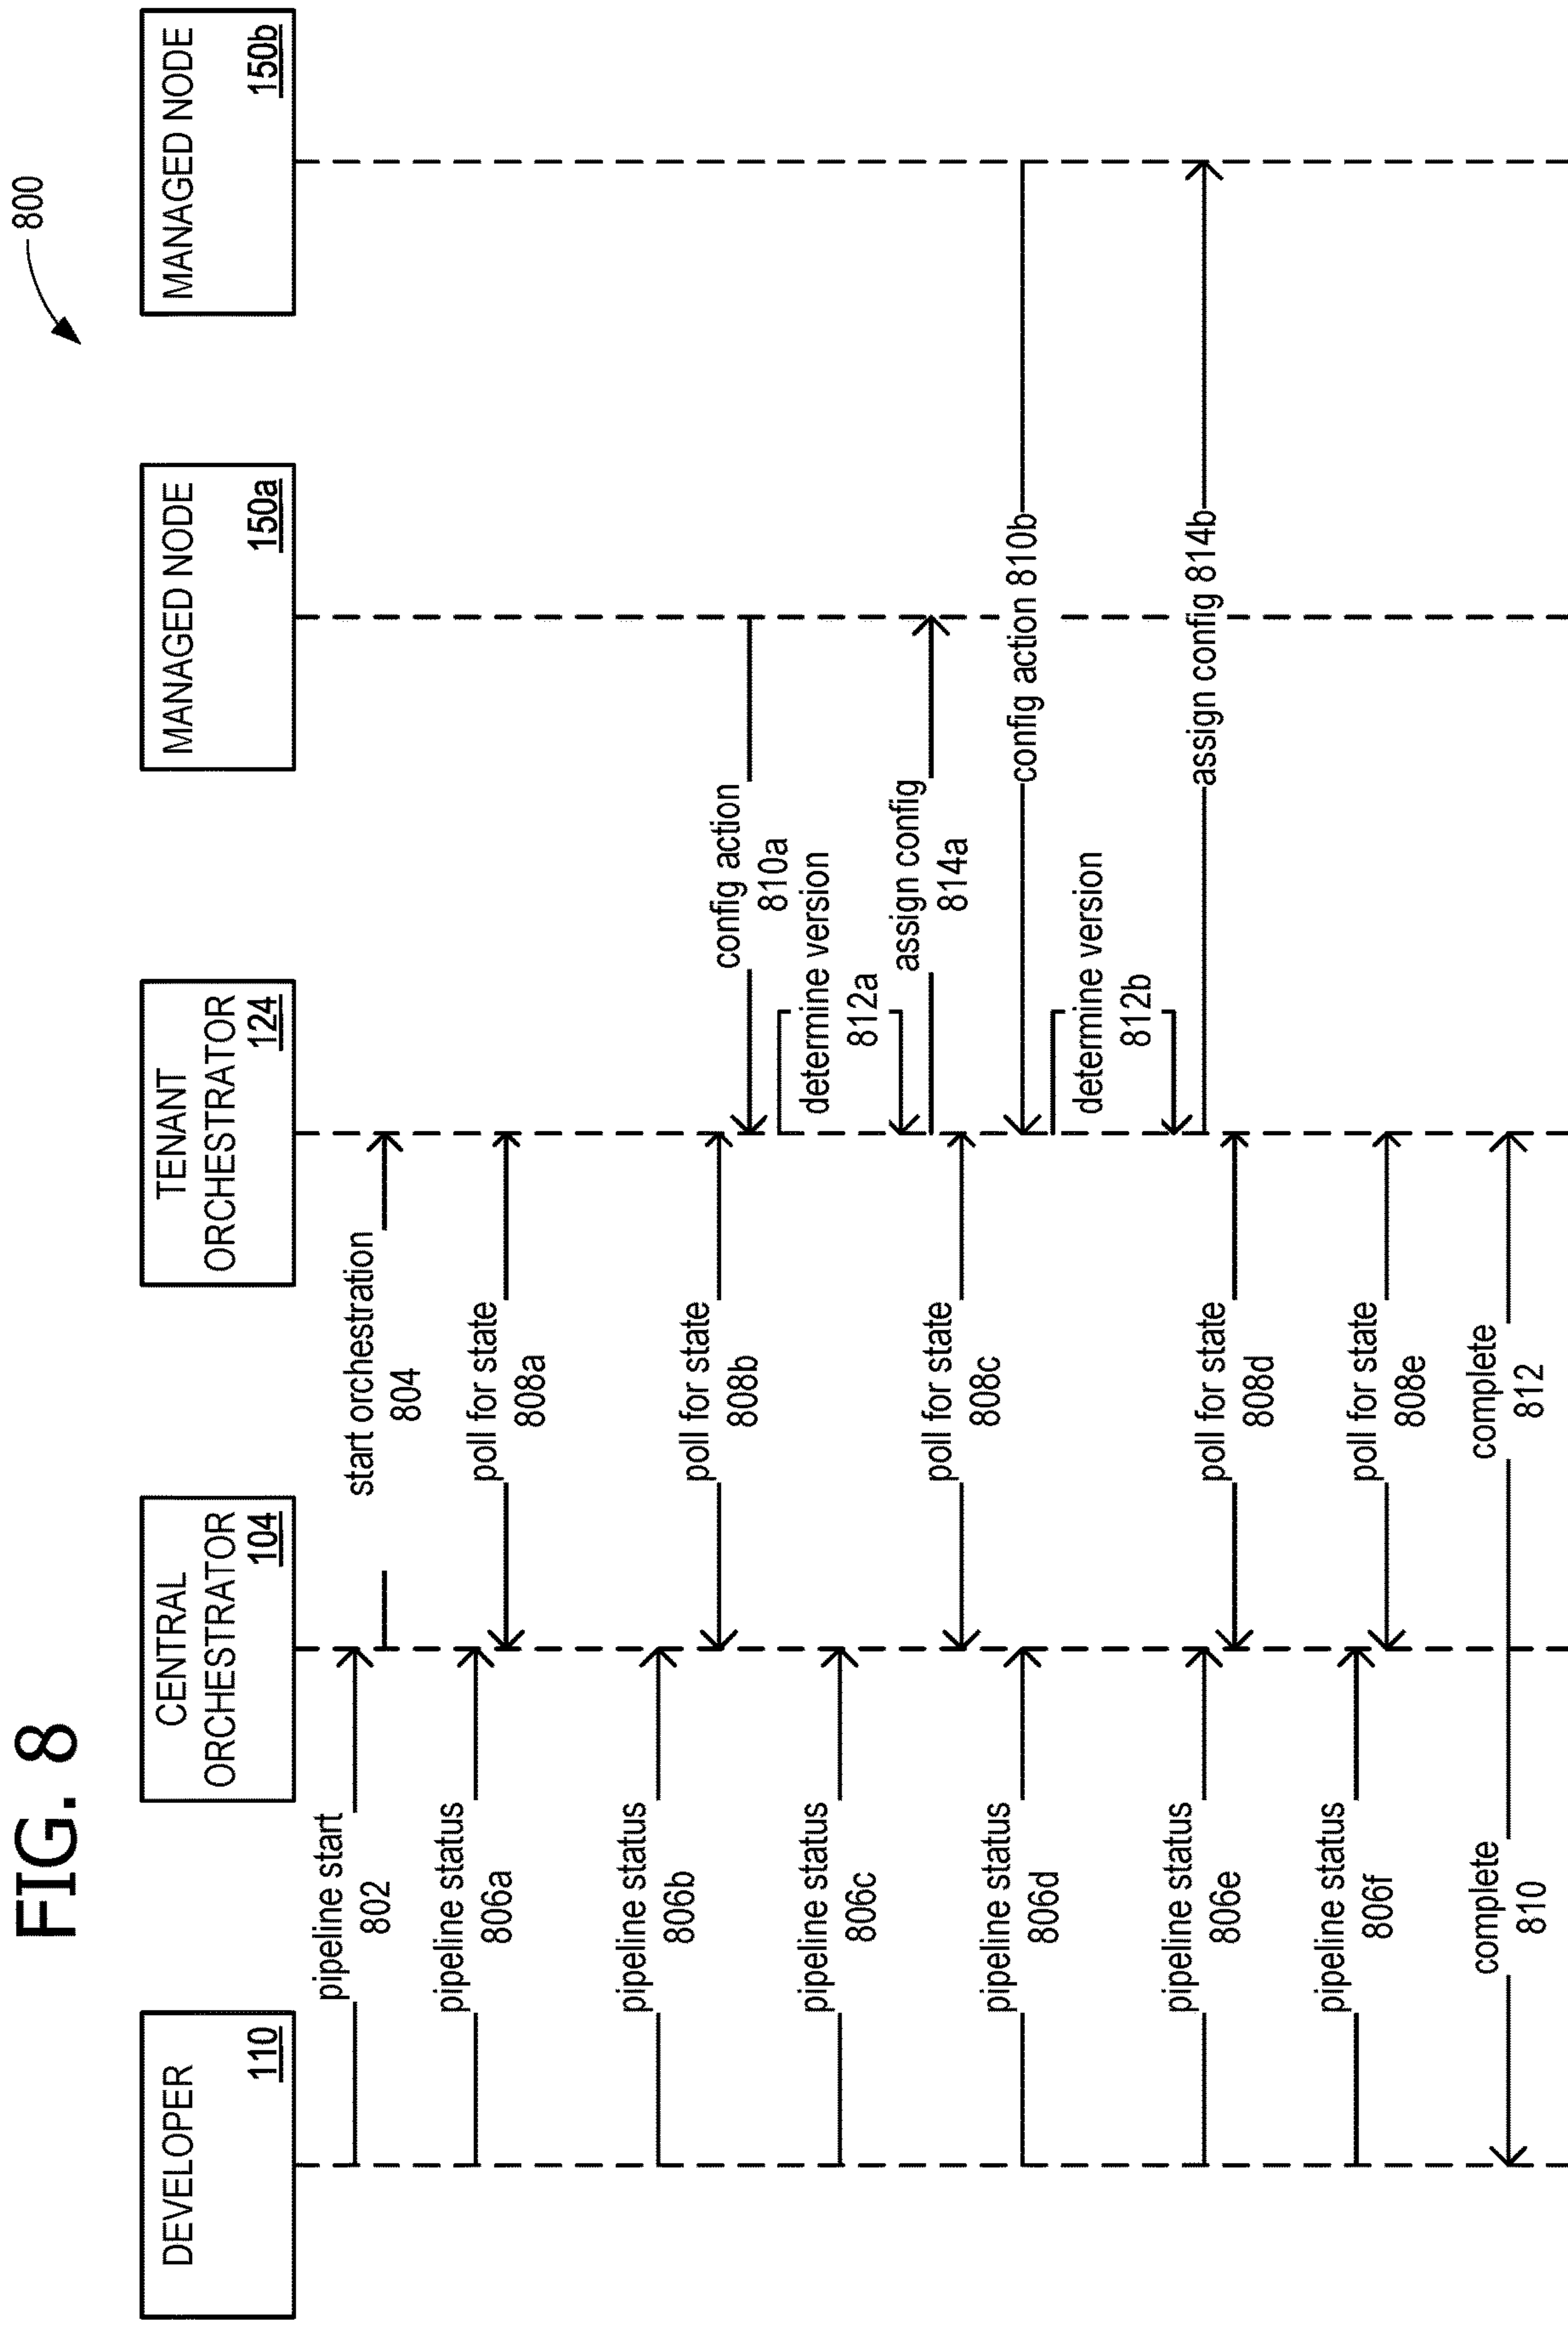 FIG. 8
800
DEVELOPER
110
CENTRAL
ORCHESTRATOR
104
TENANT
ORCHESTRATOR
124
MANAGED NODE
150a
MANAGED NODE
150b
pipeline start
802
start orchestration
804
pipeline status
806a
poll for state
808a
pipeline status
806b
poll for state
808b
config action
810a
determine version
812a
pipeline status
806c
assign config
814a
poll for state
808c
pipeline status
806d
config action 810b
determine version
812b
pipeline status
806e
assign config 814b
poll for state
808d
pipeline status
806f
poll for state
808e
complete
810
complete
812